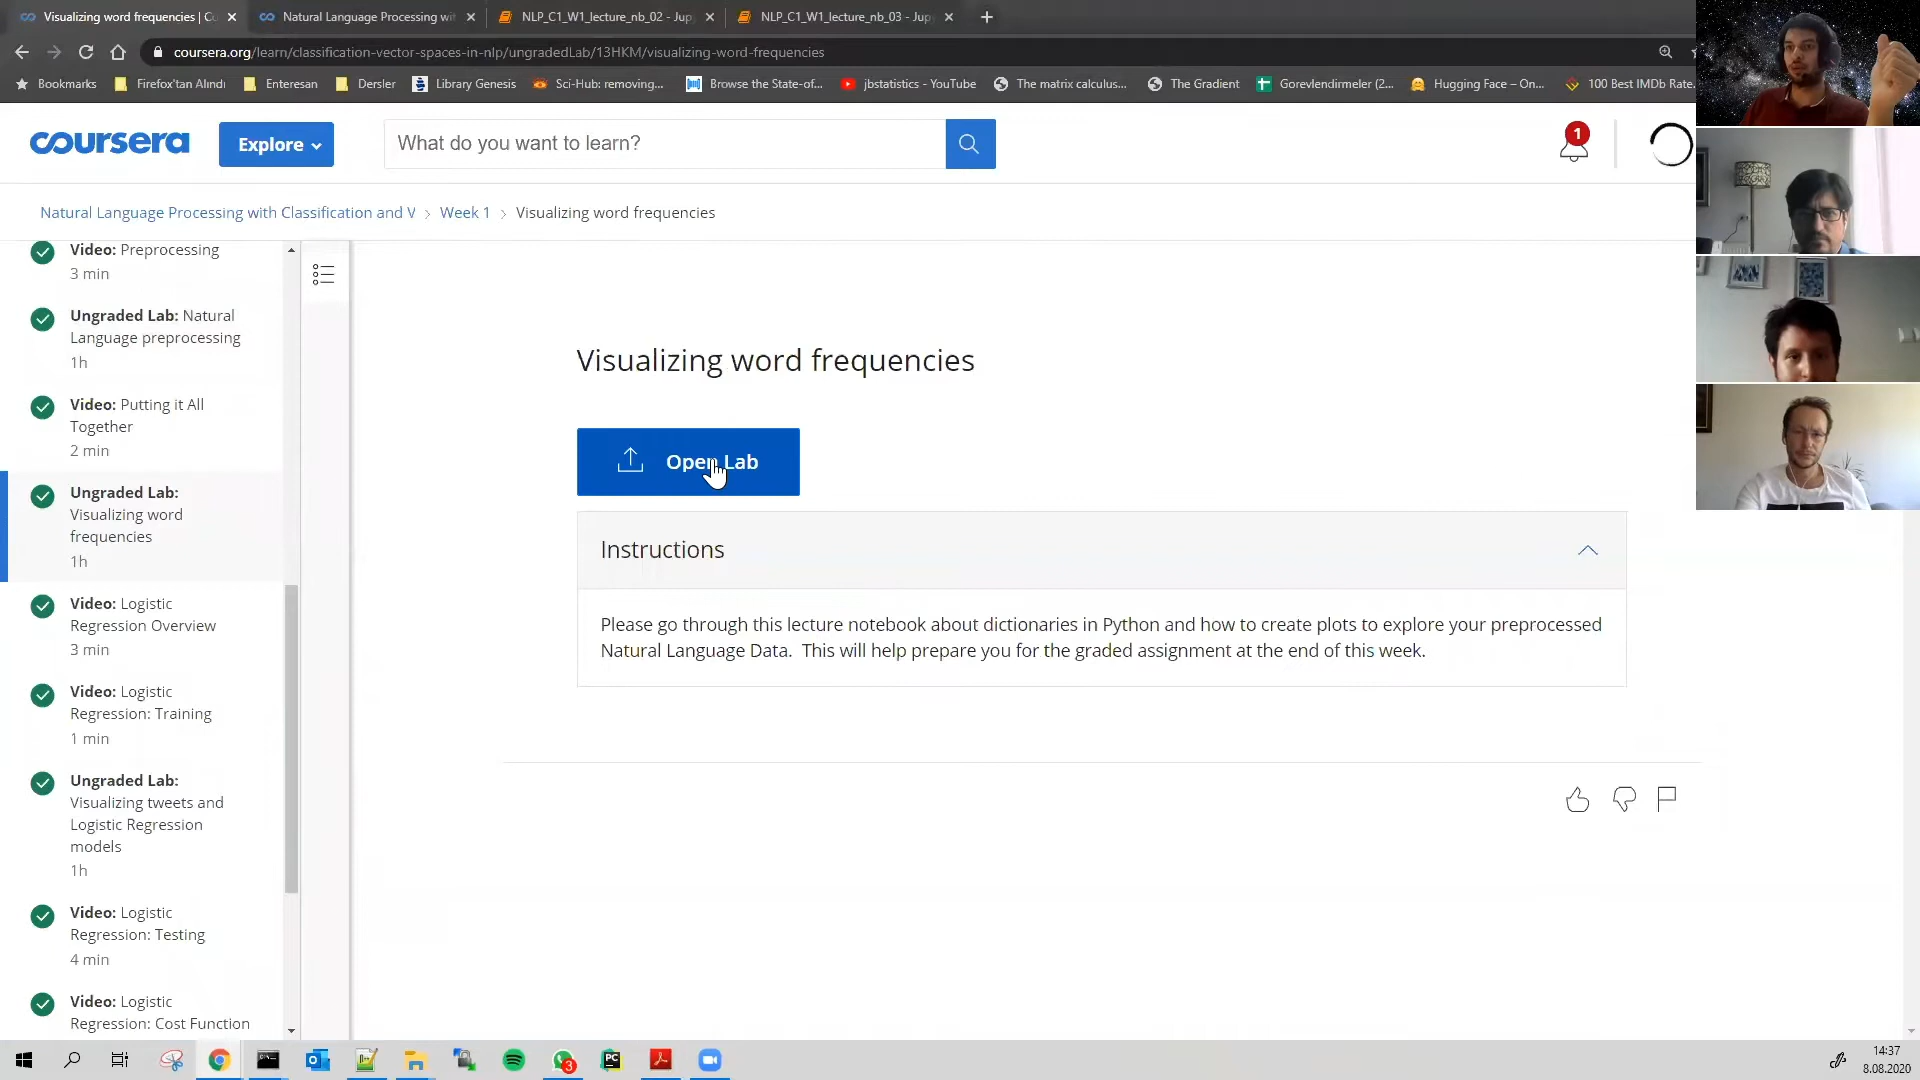 Visualizing word frequencies | Co
Natural Language Processing wit
NLP_C1_W1_lecture_nb_02 - Jup
NLP_C1_W1_lecture_nb_03 - Jup
coursera.org/learn/classification-vector-spaces-in-nlp/ungradedLab/13HKM/visualizing-word-frequencies
Bookmarks
Firefox'tan Alındı
Enteresan
Dersler
Library Genesis
Sci-Hub: removing...
Browse the State-of...
jbstatistics - YouTube
The matrix calculus...
The Gradient
Gorevlendirmeler (2...
Hugging Face – On...
100 Best IMDb Rate
coursera
Explore
What do you want to learn?
1
Natural Language Processing with Classification and V > Week 1 > Visualizing word frequencies
Video: Preprocessing
3 min
Ungraded Lab: Natural
Language preprocessing
1h
Video: Putting it All
Together
2 min
Ungraded Lab:
Visualizing word
frequencies
1h
Video: Logistic
Regression Overview
3 min
Video: Logistic
Regression: Training
1 min
Ungraded Lab:
Visualizing tweets and
Logistic Regression
models
1h
Video: Logistic
Regression: Testing
4 min
Video: Logistic
Regression: Cost Function
Visualizing word frequencies
Open Lab
Instructions
Please go through this lecture notebook about dictionaries in Python and how to create plots to explore your preprocessed
Natural Language Data.  This will help prepare you for the graded assignment at the end of this week.
3
PC
14:37
8.08.2020